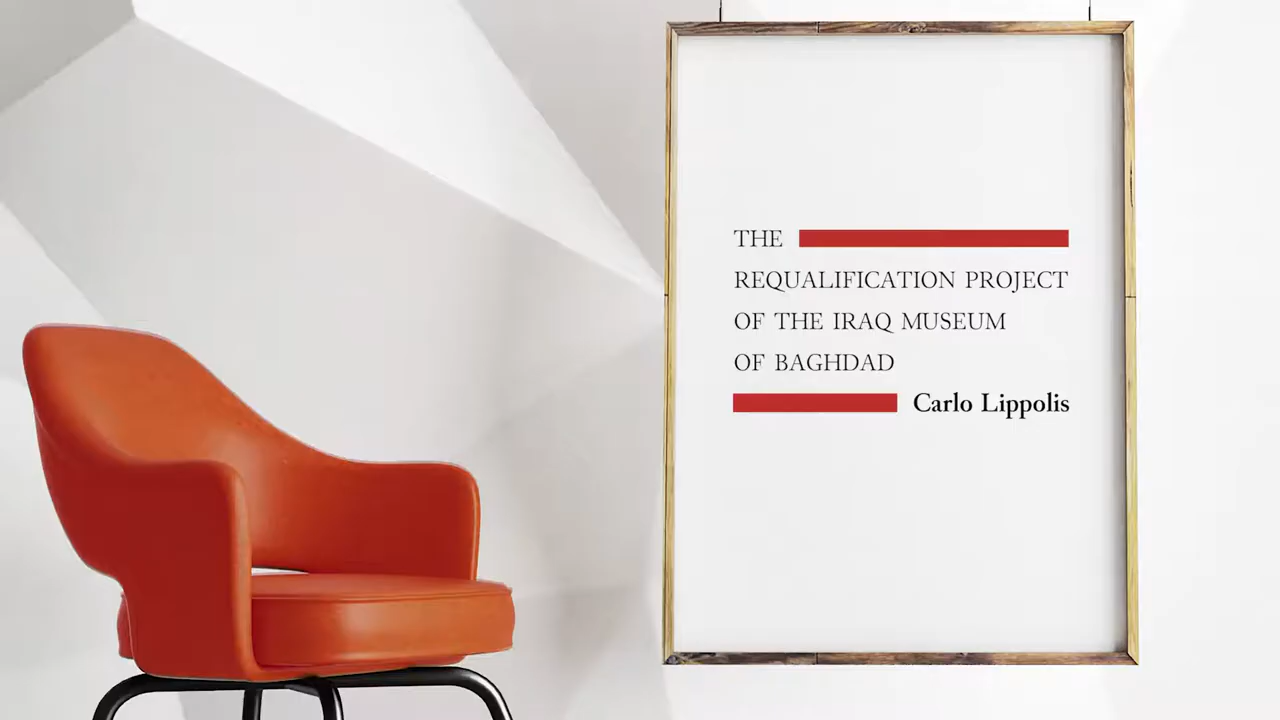 THE
REQUALIFICATION PROJECT
OF THE IRAQ MUSEUM
OF BAGHDAD
Carlo Lippolis